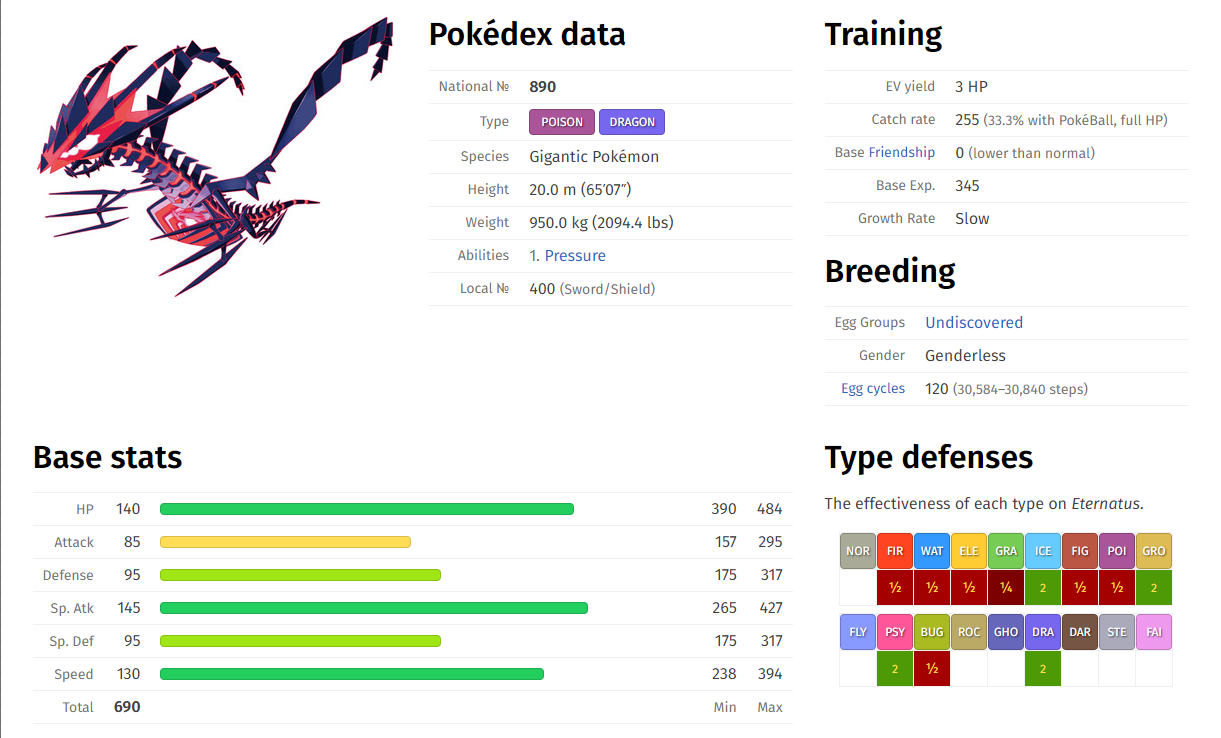 Pokédex data
National № 890
Type POISON DRAGON
Species Gigantic Pokémon
Height 20.0 m (65′07″)
Weight 950.0 kg (2094.4 lbs)
Abilities 1. Pressure
Local № 400 (Sword/Shield)
Training
EV yield 3 HP
Catch rate 255 (33.3% with PokéBall, full HP)
Base Friendship 0 (lower than normal)
Base Exp. 345
Growth Rate Slow
Breeding
Egg Groups Undiscovered
Gender Genderless
Egg cycles 120 (30,584–30,840 steps)
Base stats
HP 140 390 484
Attack 85 157 295
Defense 95 175 317
Sp. Atk 145 265 427
Sp. Def 95 175 317
Speed 130 238 394
Total 690 Min Max
Type defenses
The effectiveness of each type on Eternatus.
NOR FIR WAT ELE GRA ICE FIG POI GRO
½ ½ ½ ¼ 2 ½ ½ 2
FLY PSY BUG ROC GHO DRA DAR STE FAI
2 ½ 2